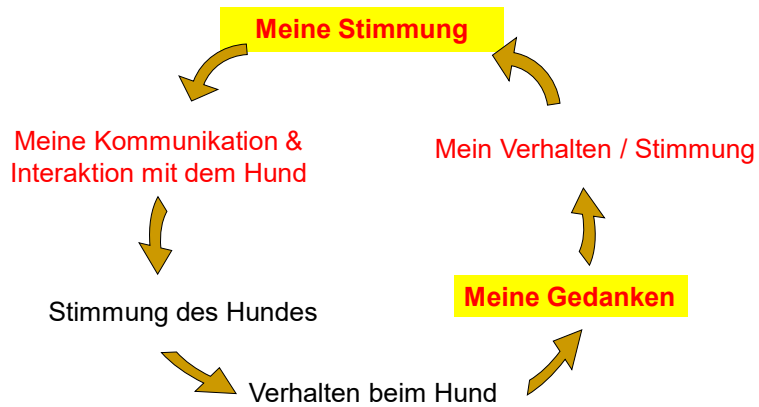 Meine Stimmung
Meine Kommunikation &
Interaktion mit dem Hund
Mein Verhalten / Stimmung
Stimmung des Hundes
Meine Gedanken
Verhalten beim Hund